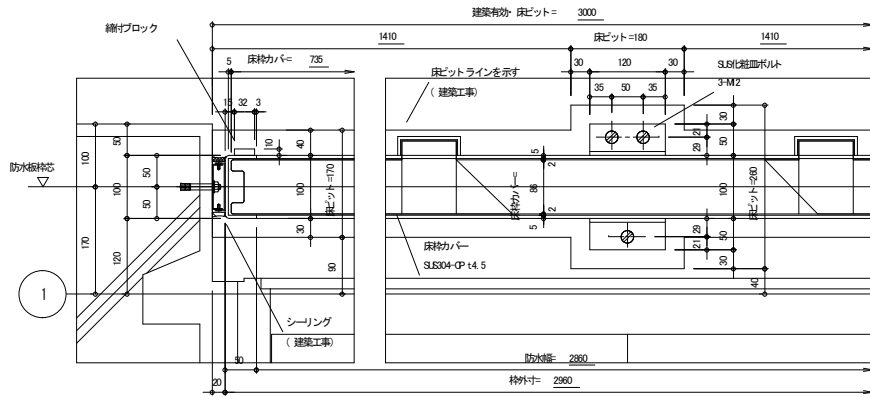 建築有効・床ピット= 3000
締付ブロック
1410
床ピット=180
1410
5
床枠カバー= 735
床ピットラインを示す
(建築工事)
30
120
30
SUS化粧皿ボルト
3-M12
15
32
3
35
50
35
10
40
50
100
5
2
21
29
30
50
防水板枠芯
50
50
100
100
床ピット=170
床枠カバー=
86
100
床ピット=260
170
120
30
90
床枠カバー
SUS304-CP t4.5
2
5
29
21
50
30
40
1
シーリング
(建築工事)
50
防水幅= 2860
20
枠外寸= 2960